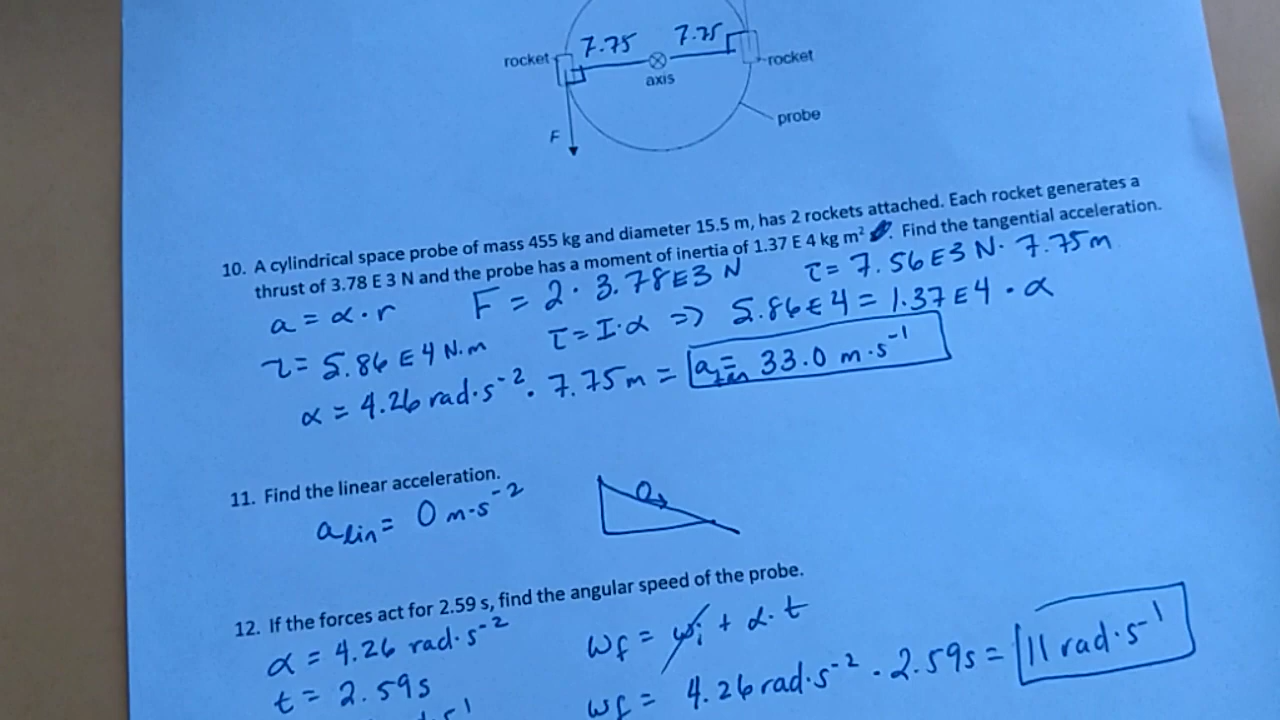 7.75 7.75
rocket
rocket
axis
probe
F
10. A cylindrical space probe of mass 455 kg and diameter 15.5 m, has 2 rockets attached. Each rocket generates a
thrust of 3.78 E 3 N and the probe has a moment of inertia of 1.37 E 4 kg m² . Find the tangential acceleration.
a = α · r F = 2 · 3.78E3 N τ = 7.56E3 N · 7.75m
τ = 5.86 E 4 N·m τ = I·α ⇒ 5.86E4 = 1.37E4 · α
α = 4.26 rad·s⁻² · 7.75m = a = 33.0 m·s⁻¹
11. Find the linear acceleration.
a lin = 0 m·s⁻²
12. If the forces act for 2.59 s, find the angular speed of the probe.
α = 4.26 rad·s⁻² ωf = ωi + α·t
t = 2.59s ωf = 4.26 rad·s⁻² · 2.59s = 11 rad·s⁻¹